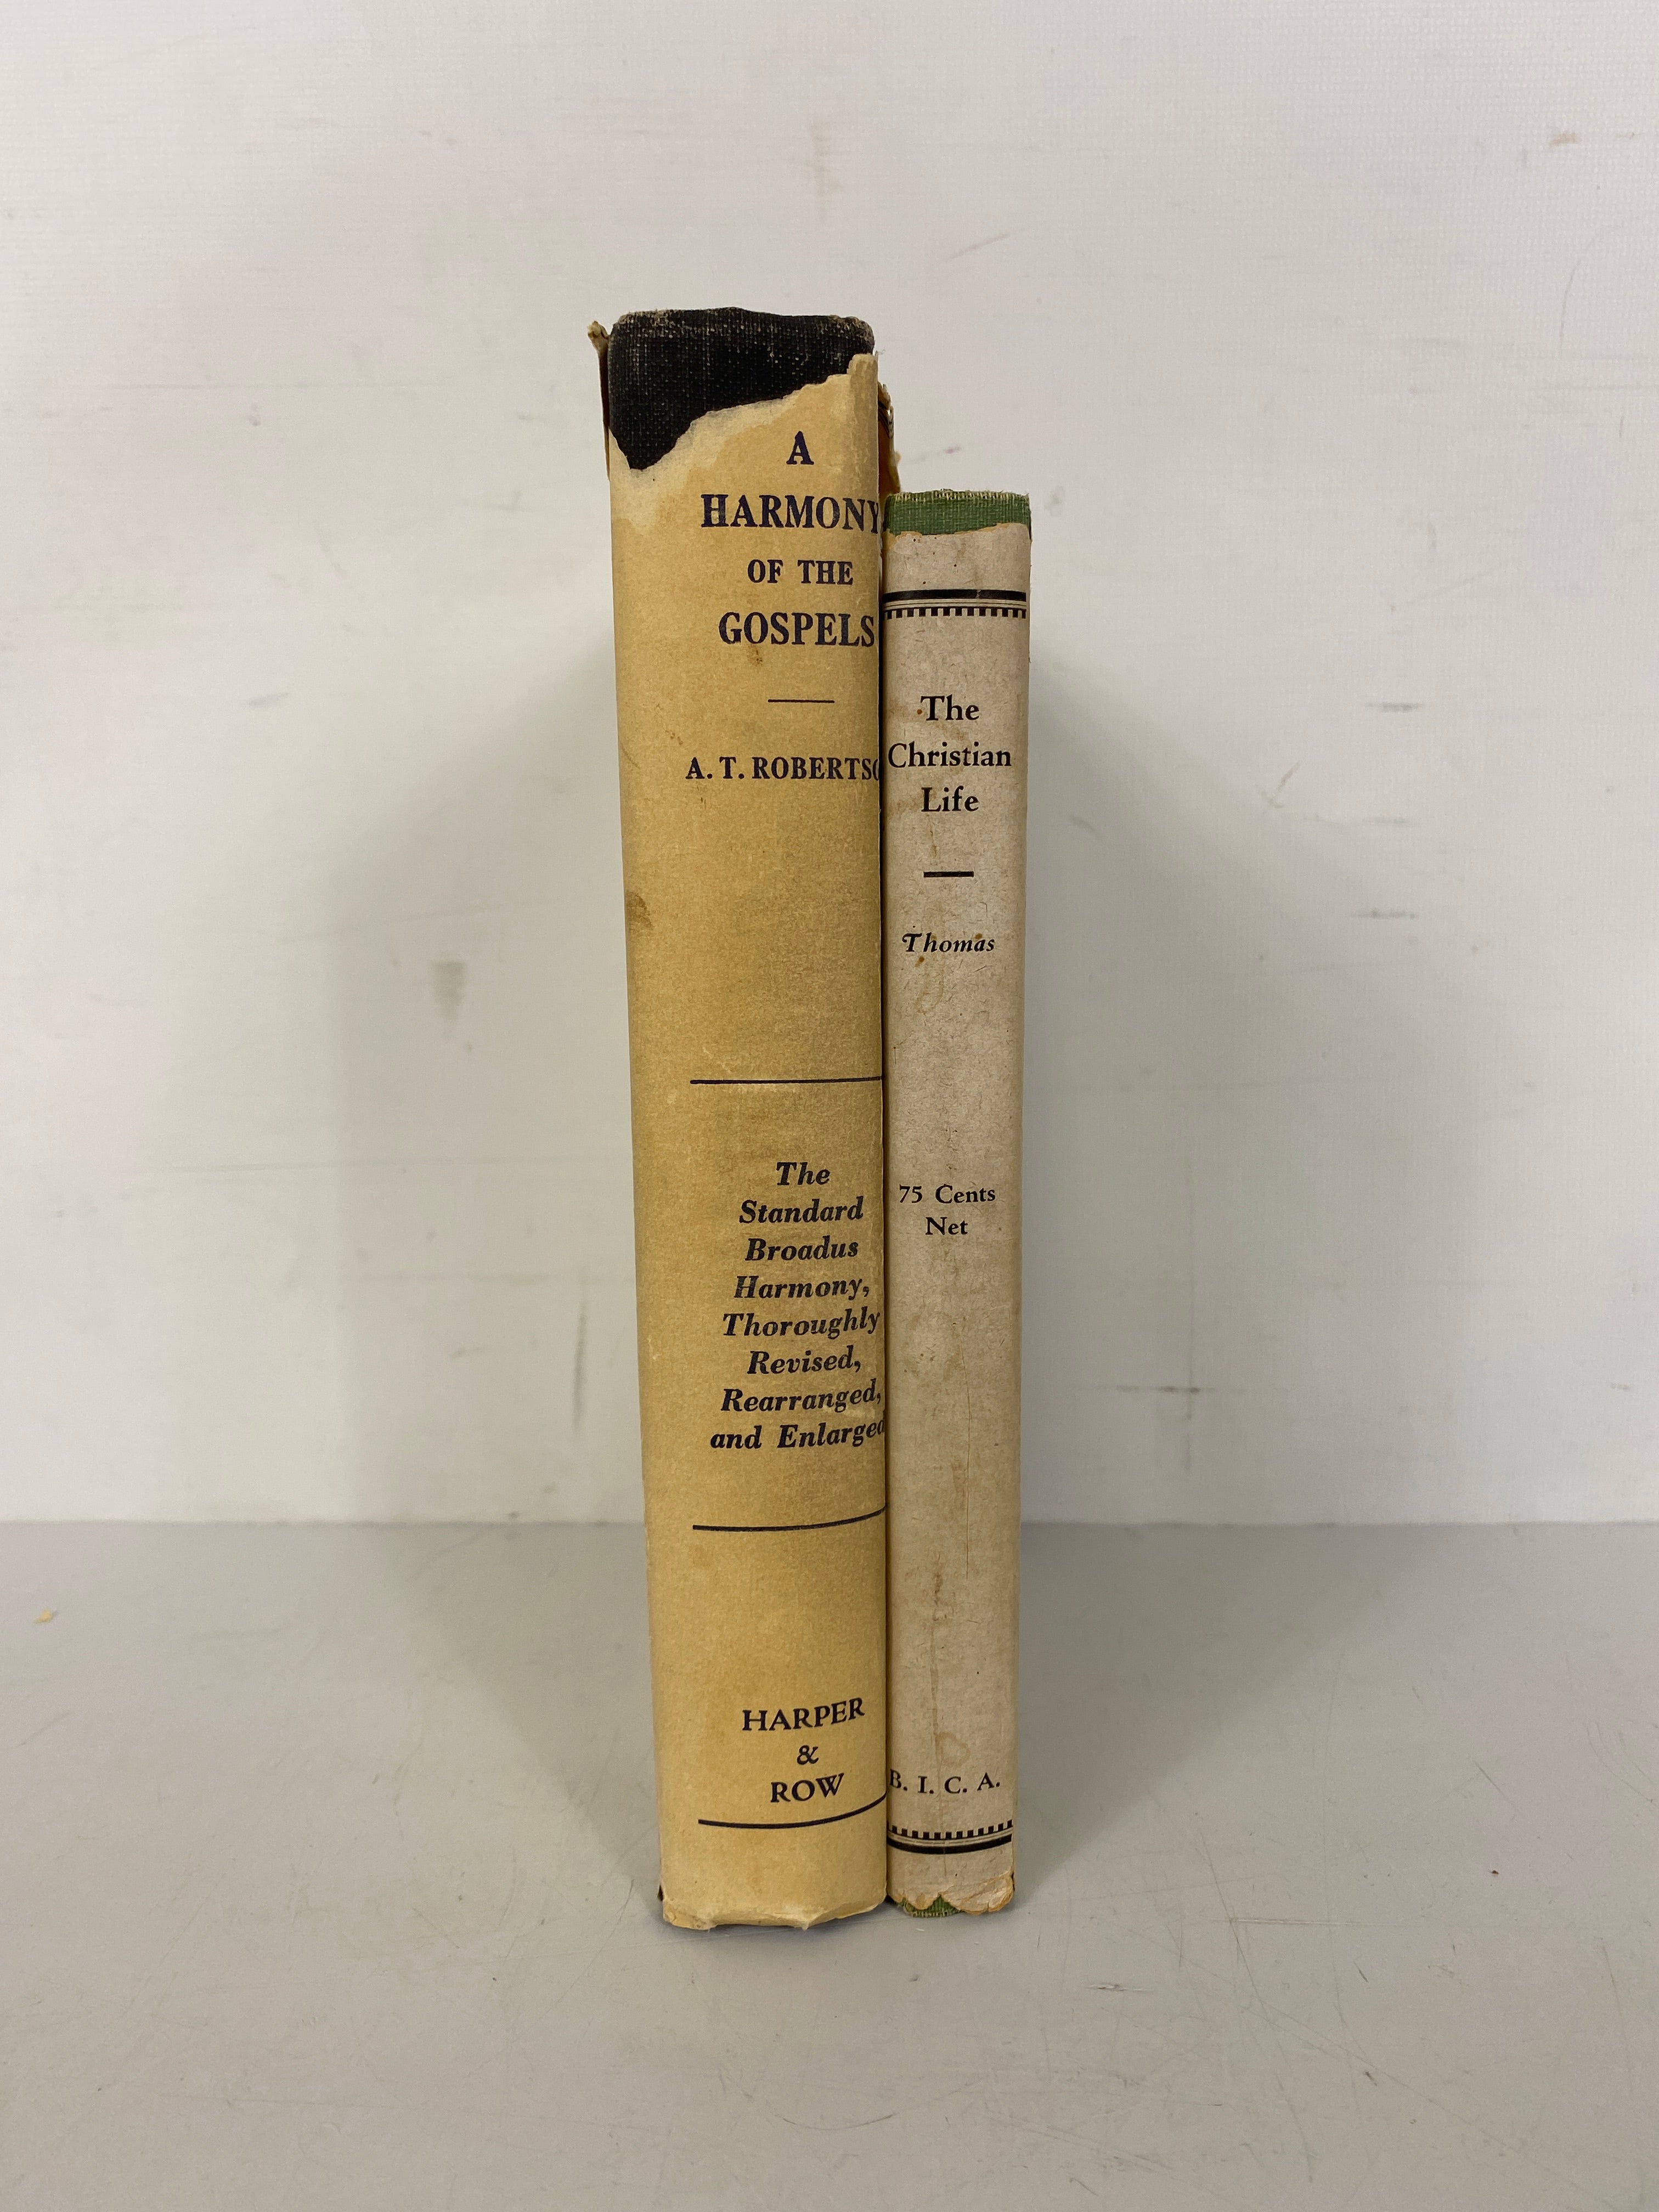 A
HARMONY
OF THE
GOSPELS
A. T. ROBERTSO
The
Standard
Broadus
Harmony,
Thoroughly
Revised,
Rearranged,
and Enlarged
HARPER
&
ROW
The
Christian
Life
Thomas
75 Cents
Net
B. I. C. A.